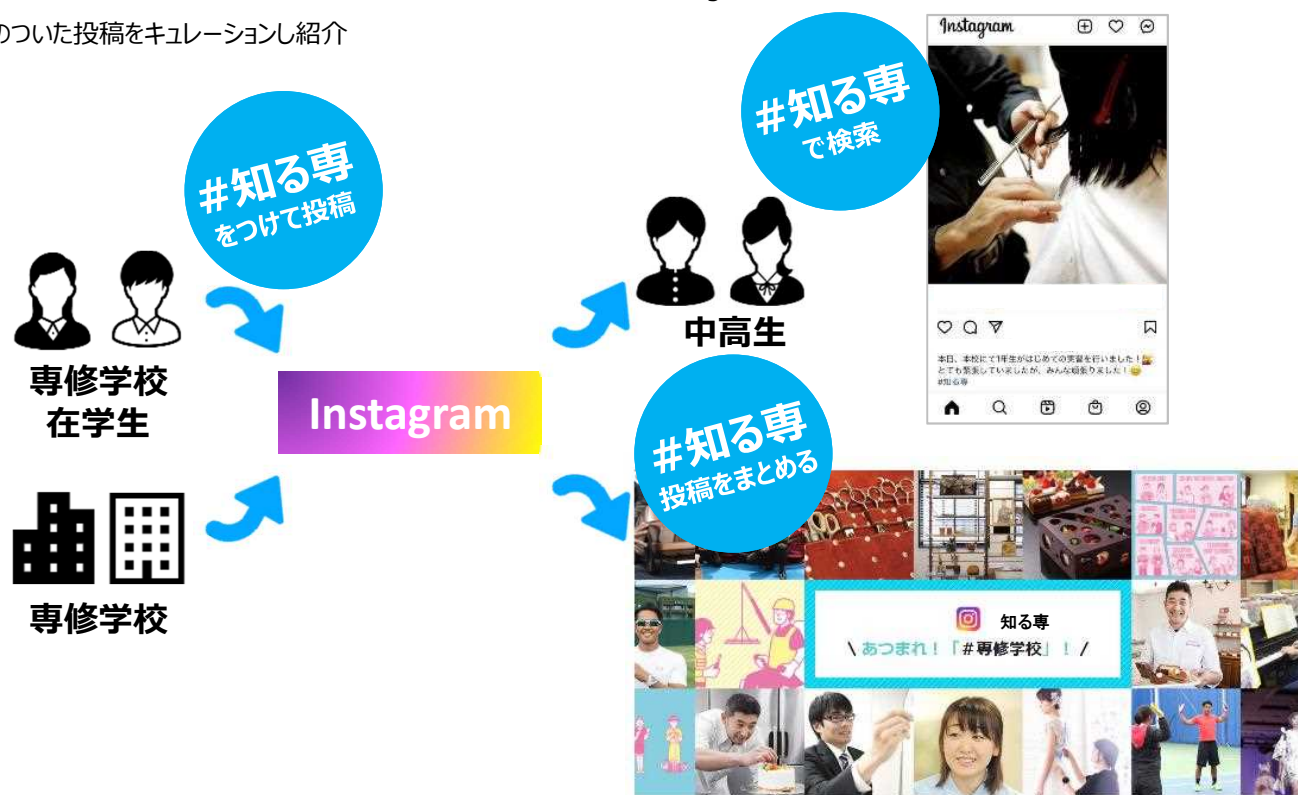 のついた投稿をキュレーションし紹介
#知る専
をつけて投稿
専修学校
在学生
専修学校
Instagram
#知る専
で検索
中高生
Instagram
本日、本校にて1年生がはじめての実習を行いました！
とても緊張していましたが、みんな頑張りました！
#知る専
#知る専
投稿をまとめる
知る専
\ あつまれ！「#専修学校」！ /